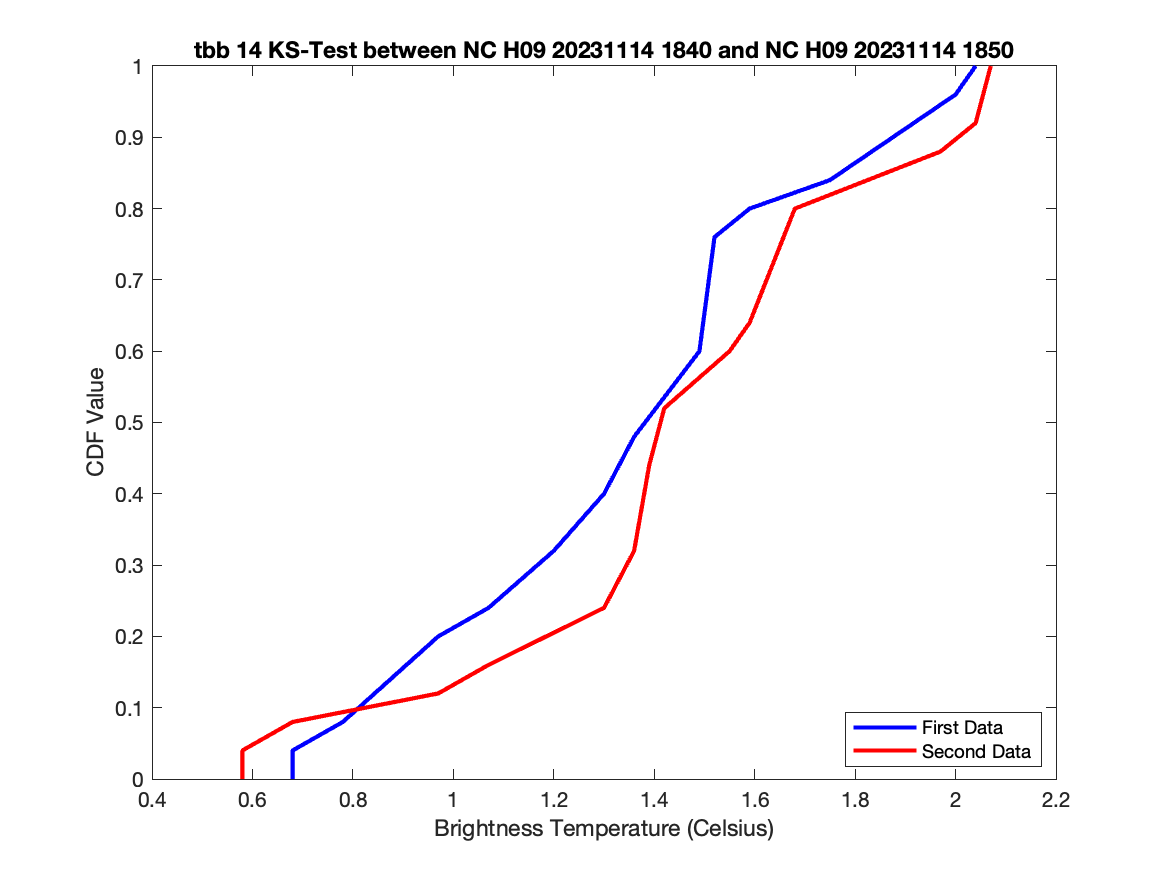 tbb 14 KS-Test between NC H09 20231114 1840 and NC H09 20231114 1850
1
0.9
0.8
0.7
0.6
0.5
0.4
0.3
0.2
0.1
0
CDF Value
First Data
Second Data
0.4 0.6 0.8 1 1.2 1.4 1.6 1.8 2 2.2
Brightness Temperature (Celsius)